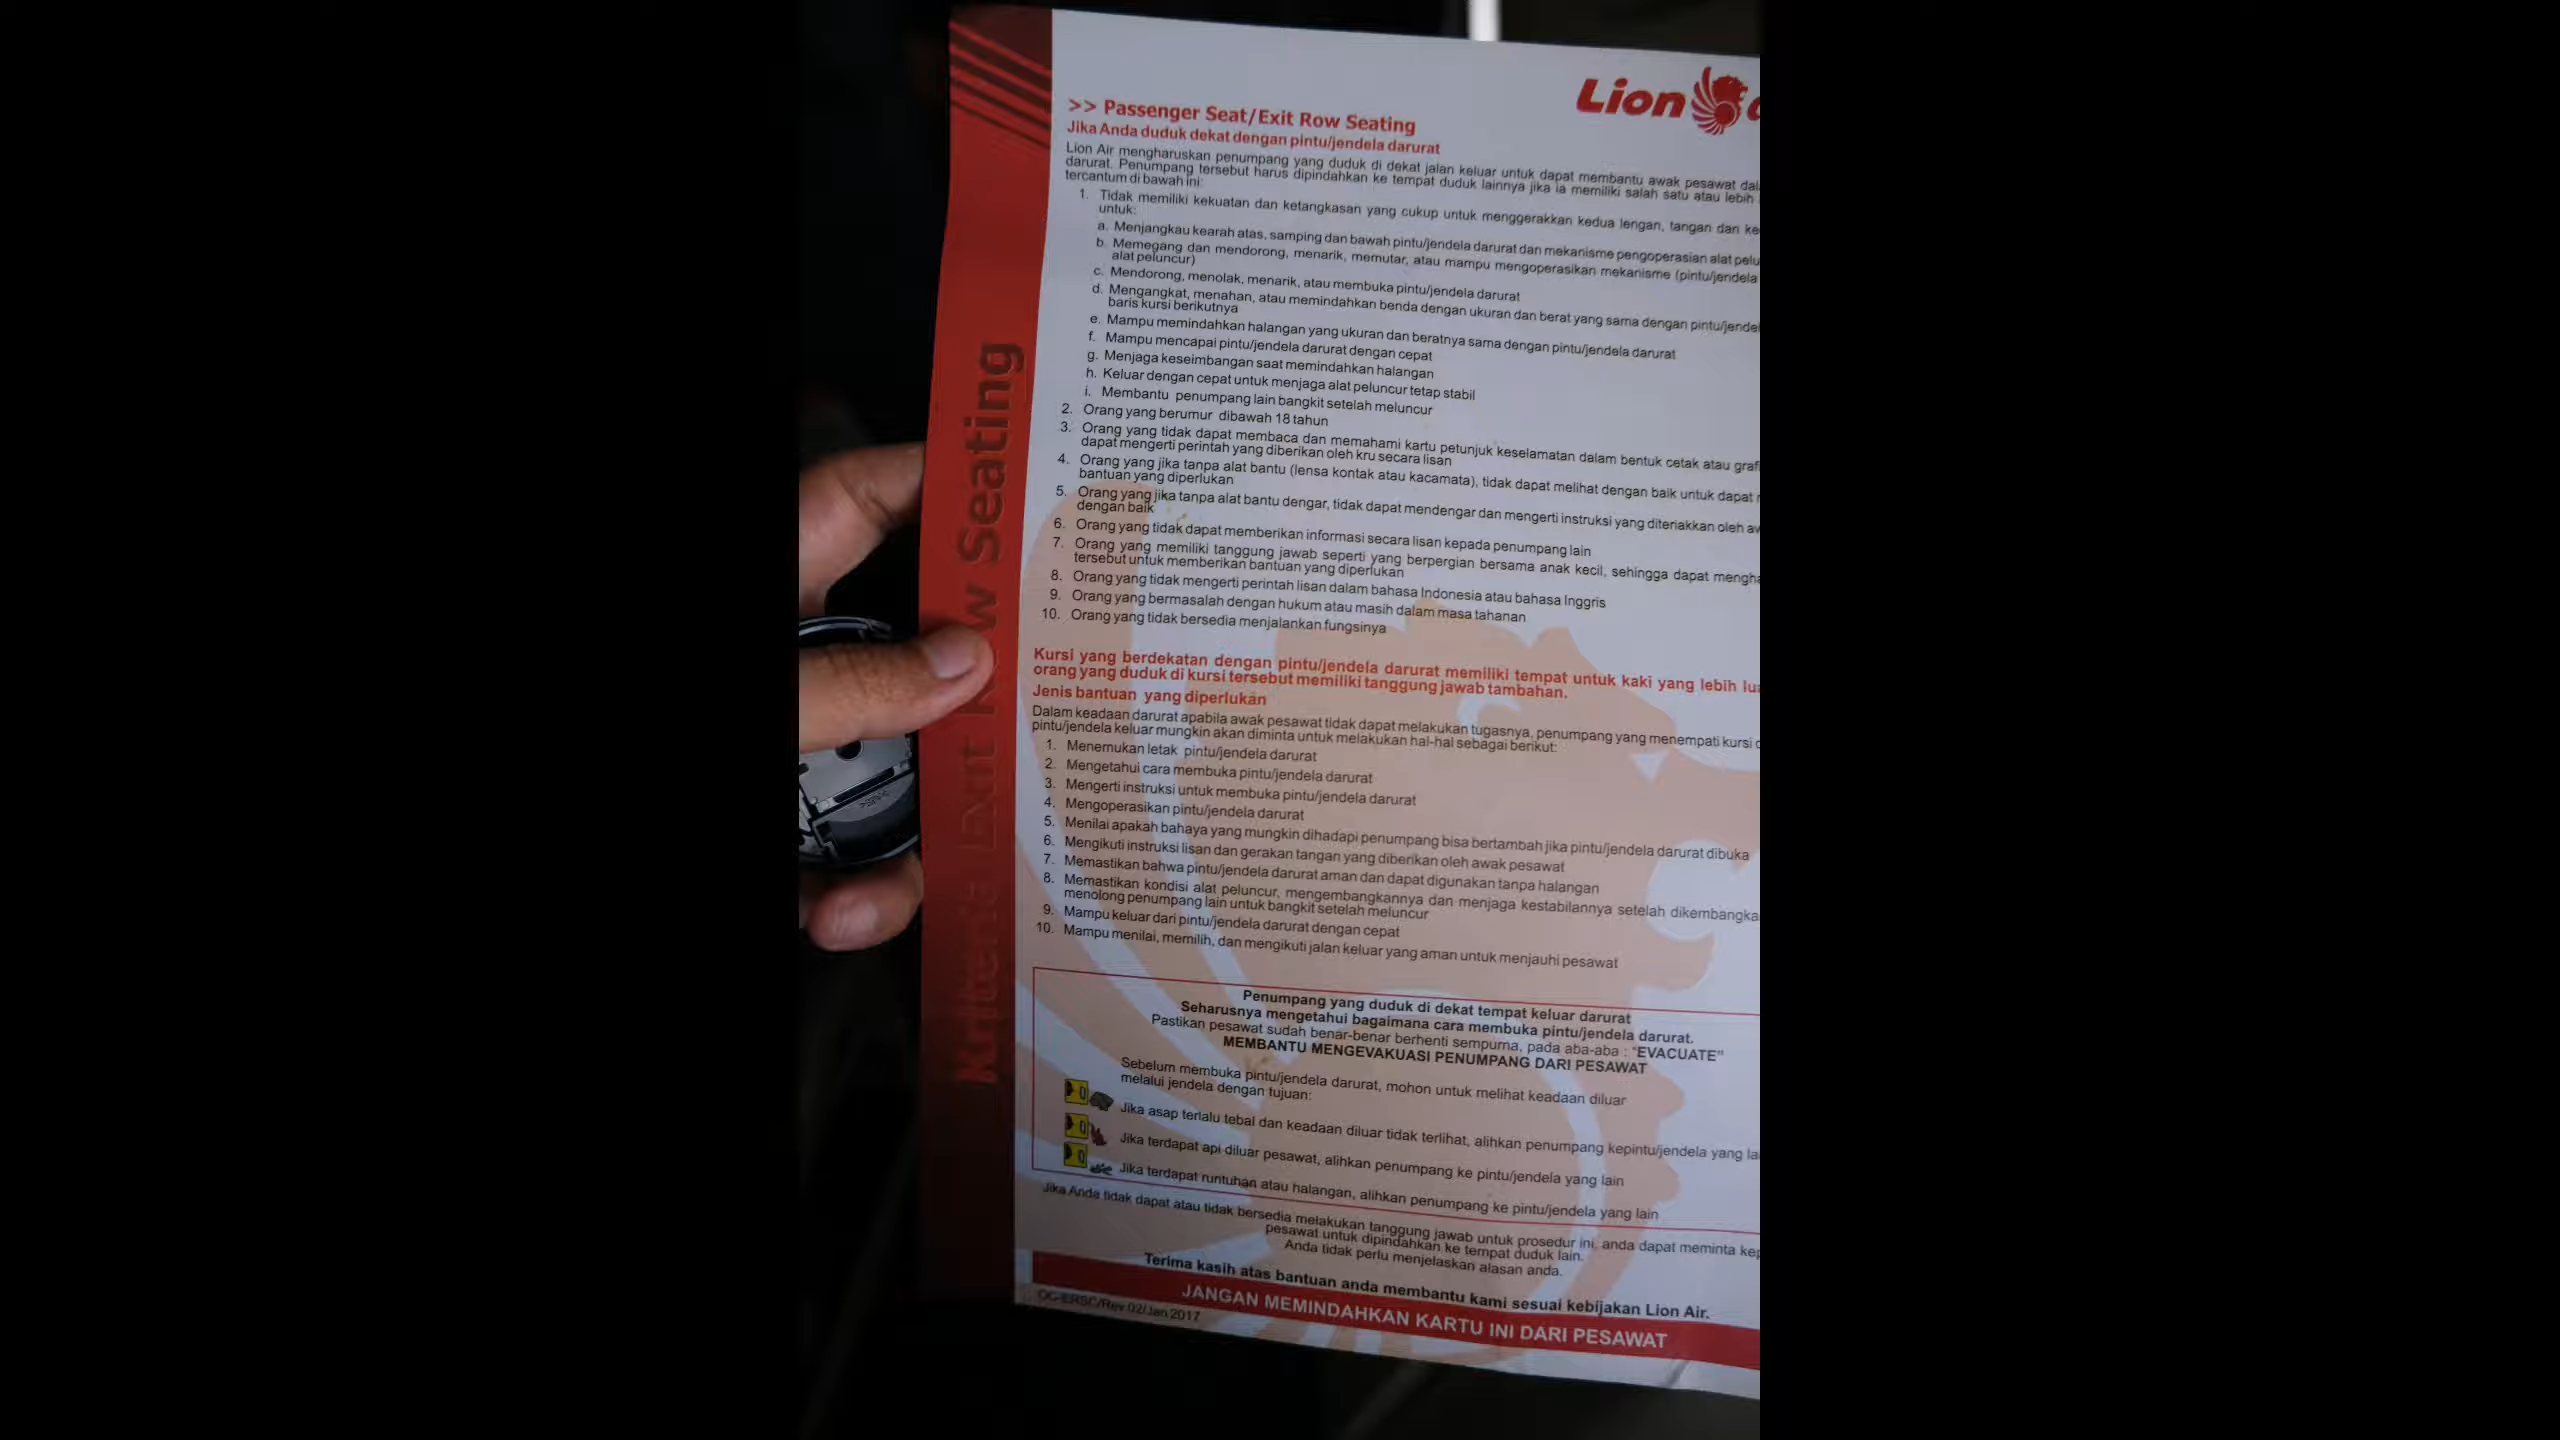 Lion
>> Passenger Seat/Exit Row Seating
Jika Anda duduk dekat dengan pintu/jendela darurat
Lion Air mengharuskan penumpang yang duduk di dekat jalan keluar untuk dapat membantu awak pesawat
darurat. Penumpang tersebut harus dipindahkan ke tempat duduk lainnya jika ia memiliki salah satu atau lebih
tercantum di bawah ini:
1. Tidak memiliki kekuatan dan ketangkasan yang cukup untuk menggerakkan kedua lengan, tangan dan
untuk:
a. Menjangkau kearah atas, samping dan bawah pintu/jendela darurat dan mekanisme pengoperasian alat
b. Memegang dan mendorong, menarik, memutar, atau mampu mengoperasikan mekanisme (pintu/jendela
alat peluncur)
c. Mendorong, menolak, menarik, atau membuka pintu/jendela darurat
d. Mengangkat, menahan, atau memindahkan benda dengan ukuran dan berat yang sama dengan
baris kursi berikutnya
e. Mampu memindahkan halangan yang ukuran dan beratnya sama dengan pintu/jendela darurat
f. Mampu mencapai pintu/jendela darurat dengan cepat
g. Menjaga keseimbangan saat memindahkan halangan
h. Keluar dengan cepat untuk menjaga alat peluncur tetap stabil
i. Membantu penumpang lain bangkit setelah meluncur
2. Orang yang berumur dibawah 18 tahun
3. Orang yang tidak dapat membaca dan memahami kartu petunjuk keselamatan dalam bentuk cetak atau
dapat mengerti perintah yang diberikan oleh kru secara lisan
4. Orang yang jika tanpa alat bantu (lensa kontak atau kacamata), tidak dapat melihat dengan baik untuk dapat
bantuan yang diperlukan
5. Orang yang jika tanpa alat bantu dengar, tidak dapat mendengar dan mengerti instruksi yang diteriakkan oleh
dengan baik
6. Orang yang tidak dapat memberikan informasi secara lisan kepada penumpang lain
7. Orang yang memiliki tanggung jawab seperti yang berpergian bersama anak kecil, sehingga dapat
tersebut untuk memberikan bantuan yang diperlukan
8. Orang yang tidak mengerti perintah lisan dalam bahasa Indonesia atau bahasa Inggris
9. Orang yang bermasalah dengan hukum atau masih dalam masa tahanan
10. Orang yang tidak bersedia menjalankan fungsinya
Kursi yang berdekatan dengan pintu/jendela darurat memiliki tempat untuk kaki yang lebih
orang yang duduk di kursi tersebut memiliki tanggung jawab tambahan.
Jenis bantuan yang diperlukan
Dalam keadaan darurat apabila awak pesawat tidak dapat melakukan tugasnya, penumpang yang menempati kursi
pintu/jendela keluar mungkin akan diminta untuk melakukan hal-hal sebagai berikut:
1. Menemukan letak pintu/jendela darurat
2. Mengetahui cara membuka pintu/jendela darurat
3. Mengerti instruksi untuk membuka pintu/jendela darurat
4. Mengoperasikan pintu/jendela darurat
5. Menilai apakah bahaya yang mungkin dihadapi penumpang bisa bertambah jika pintu/jendela darurat dibuka
6. Mengikuti instruksi lisan dan gerakan tangan yang diberikan oleh awak pesawat
7. Memastikan bahwa pintu/jendela darurat aman dan dapat digunakan tanpa halangan
8. Memastikan kondisi alat peluncur, mengembangkannya dan menjaga kestabilannya setelah
menolong penumpang lain untuk bangkit setelah meluncur
9. Mampu keluar dari pintu/jendela darurat dengan cepat
10. Mampu menilai, memilih, dan mengikuti jalan keluar yang aman untuk menjauhi pesawat
Penumpang yang duduk di dekat tempat keluar darurat
Seharusnya mengetahui bagaimana cara membuka pintu/jendela darurat.
Pastikan pesawat sudah benar-benar berhenti sempurna, pada aba-aba : "EVACUATE"
MEMBANTU MENGEVAKUASI PENUMPANG DARI PESAWAT
Sebelum membuka pintu/jendela darurat, mohon untuk melihat keadaan diluar
melalui jendela dengan tujuan:
Jika asap terlalu tebal dan keadaan diluar tidak terlihat, alihkan penumpang kepintu/jendela yang
Jika terdapat api diluar pesawat, alihkan penumpang ke pintu/jendela yang lain
Jika terdapat runtuhan atau halangan, alihkan penumpang ke pintu/jendela yang lain
Jika Anda tidak dapat atau tidak bersedia melakukan tanggung jawab untuk prosedur ini, anda dapat meminta
pesawat untuk dipindahkan ke tempat duduk lain.
Anda tidak perlu menjelaskan alasan anda.
Terima kasih atas bantuan anda membantu kami sesuai kebijakan Lion Air.
JANGAN MEMINDAHKAN KARTU INI DARI PESAWAT
OG-ERSC/Rev.02/Jan 2017
Kriteria Exit Row Seating